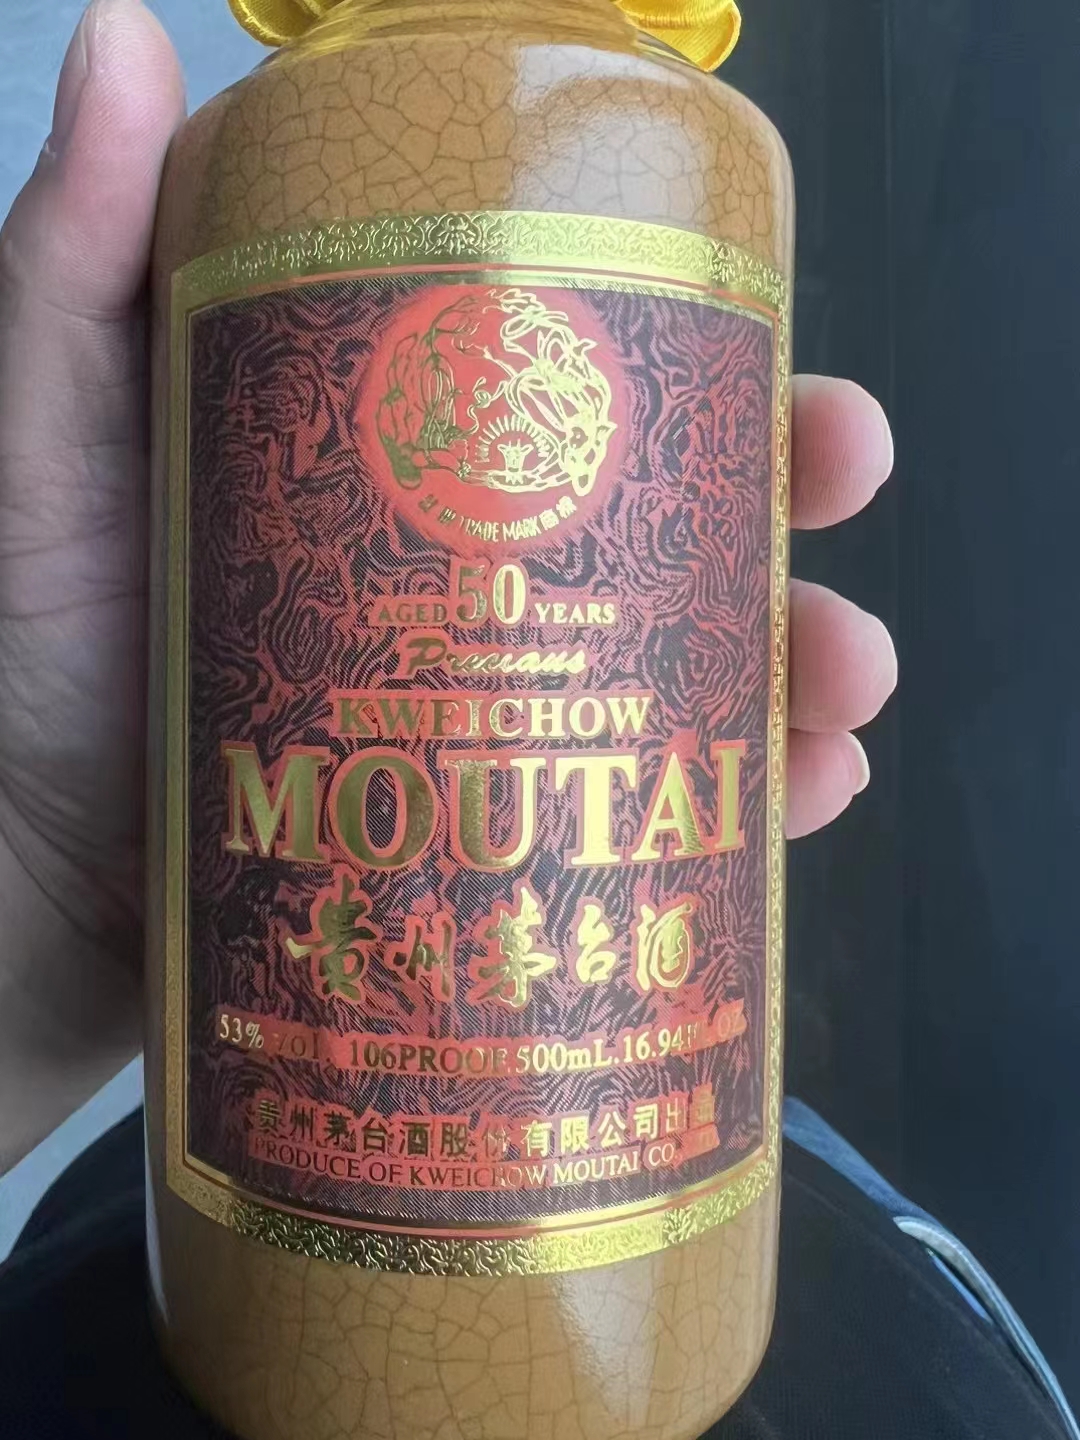 TRADE MARK 商標
AGED 50 YEARS
Precious
KWEICHOW
MOUTAI
贵州茅台酒
53% vol. 106PROOF.500mL.16.94FL.OZ
贵州茅台酒股份有限公司出品
PRODUCE OF KWEICHOW MOUTAI CO.